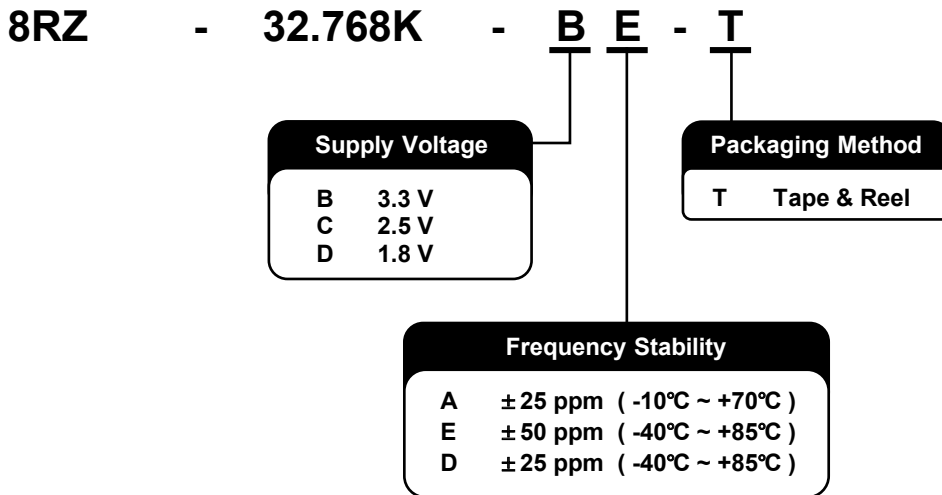 8RZ - 32.768K - B E - T
Supply Voltage
B 3.3 V
C 2.5 V
D 1.8 V
Packaging Method
T Tape & Reel
Frequency Stability
A ±25 ppm ( -10℃ ~ +70℃ )
E ±50 ppm ( -40℃ ~ +85℃ )
D ±25 ppm ( -40℃ ~ +85℃ )